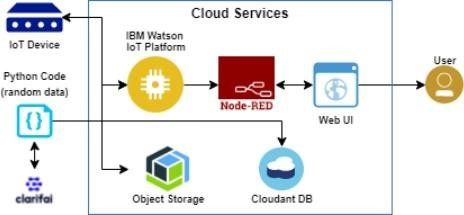 Cloud Services
IoT Device
IBM Watson
IoT Platform
Python Code
(random data)
{}
Node-RED
Web UI
User
clarifai
Object Storage
Cloudant DB